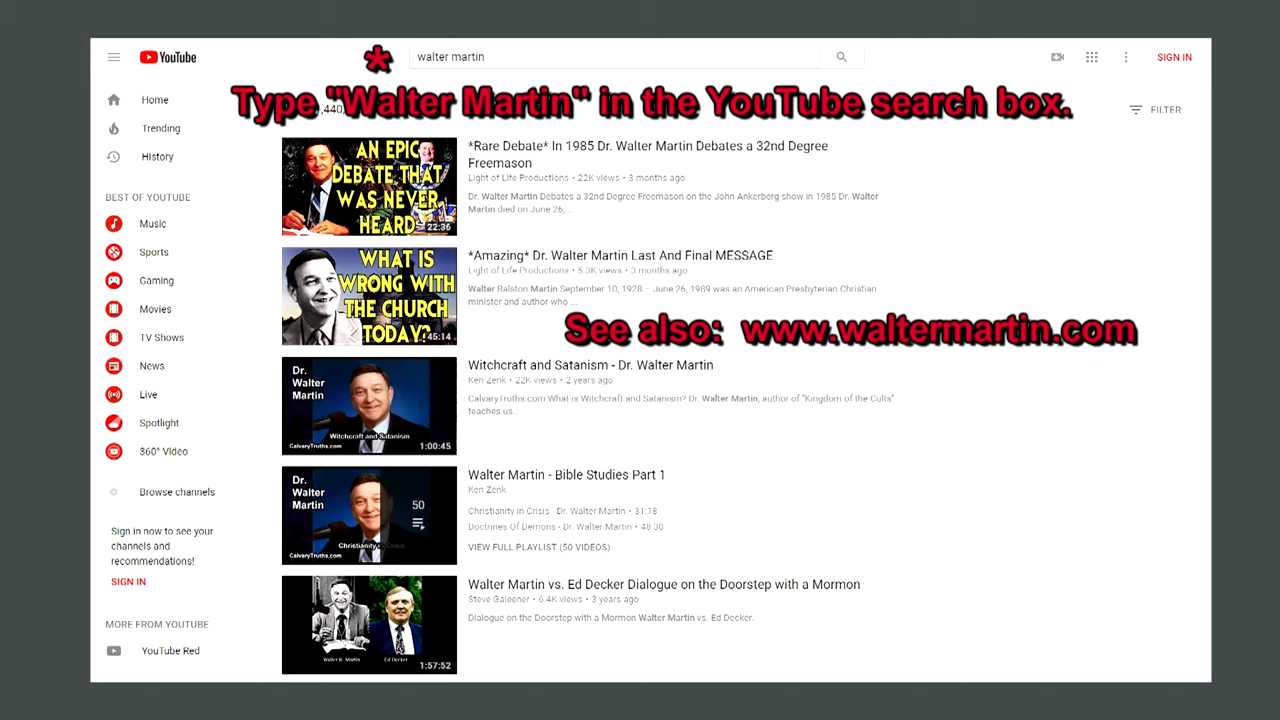 YouTube
walter martin
SIGN IN
*
Type "Walter Martin" in the YouTube search box.
FILTER
Home
Trending
History
BEST OF YOUTUBE
Music
Sports
Gaming
Movies
TV Shows
News
Live
Spotlight
360° Video
Browse channels
Sign in now to see your
channels and
recommendations!
SIGN IN
MORE FROM YOUTUBE
YouTube Red
AN EPIC
DEBATE THAT
WAS NEVER
HEARD
22:36
*Rare Debate* In 1985 Dr. Walter Martin Debates a 32nd Degree
Freemason
Light of Life Productions • 22K views • 3 months ago
Dr. Walter Martin Debates a 32nd Degree Freemason on the John Ankerberg show in 1985 Dr. Walter
Martin died on June 26, ...
WHAT IS
WRONG WITH
THE CHURCH
TODAY?
45:14
*Amazing* Dr. Walter Martin Last And Final MESSAGE
Light of Life Productions • 5.3K views • 3 months ago
Walter Ralston Martin September 10, 1928 – June 26, 1989 was an American Presbyterian Christian
minister and author who ...
See also: www.waltermartin.com
Dr.
Walter
Martin
Witchcraft and Satanism
CalvaryTruths.com
1:00:45
Witchcraft and Satanism - Dr. Walter Martin
Ken Zenk • 22K views • 2 years ago
CalvaryTruths.com What is Witchcraft and Satanism? Dr. Walter Martin, author of "Kingdom of the Cults"
teaches us..
Dr.
Walter
Martin
50
Christianity in Crisis
CalvaryTruths.com
Walter Martin - Bible Studies Part 1
Ken Zenk
Christianity in Crisis - Dr. Walter Martin • 31:18
Doctrines Of Demons - Dr. Walter Martin • 48:30
VIEW FULL PLAYLIST (50 VIDEOS)
Walter R. Martin
Ed Decker
1:57:52
Walter Martin vs. Ed Decker Dialogue on the Doorstep with a Mormon
Steve Galeener • 6.4K views • 3 years ago
Dialogue on the Doorstep with a Mormon Walter Martin vs. Ed Decker.